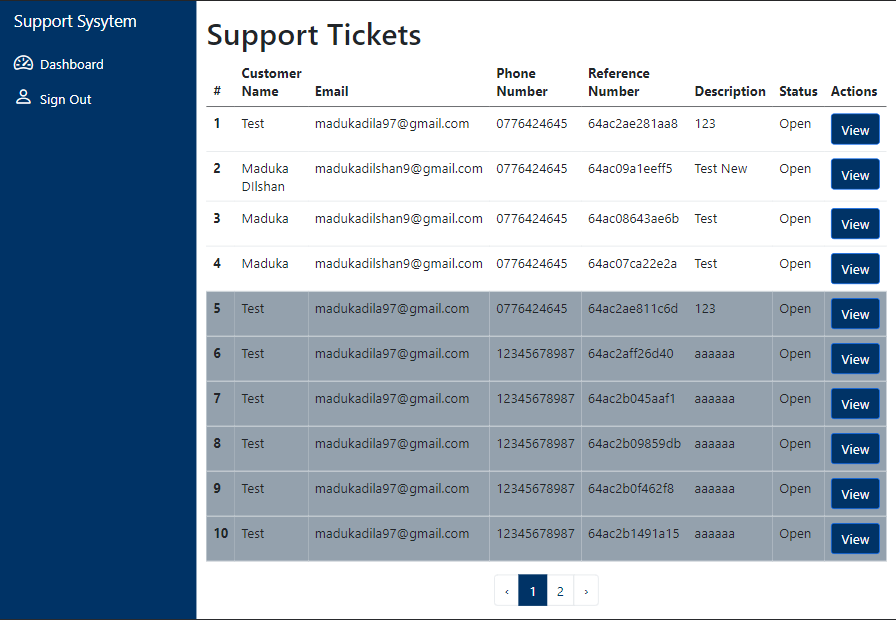 Support Sysytem
Dashboard
Sign Out
Support Tickets
# Customer Name Email Phone Number Reference Number Description Status Actions
1 Test madukadila97@gmail.com 0776424645 64ac2ae281aa8 123 Open View
2 Maduka DIlshan madukadilshan9@gmail.com 0776424645 64ac09a1eeff5 Test New Open View
3 Maduka madukadilshan9@gmail.com 0776424645 64ac08643ae6b Test Open View
4 Maduka madukadilshan9@gmail.com 0776424645 64ac07ca22e2a Test Open View
5 Test madukadila97@gmail.com 0776424645 64ac2ae811c6d 123 Open View
6 Test madukadila97@gmail.com 12345678987 64ac2aff26d40 aaaaaa Open View
7 Test madukadila97@gmail.com 12345678987 64ac2b045aaf1 aaaaaa Open View
8 Test madukadila97@gmail.com 12345678987 64ac2b09859db aaaaaa Open View
9 Test madukadila97@gmail.com 12345678987 64ac2b0f462f8 aaaaaa Open View
10 Test madukadila97@gmail.com 12345678987 64ac2b1491a15 aaaaaa Open View
‹ 1 2 ›